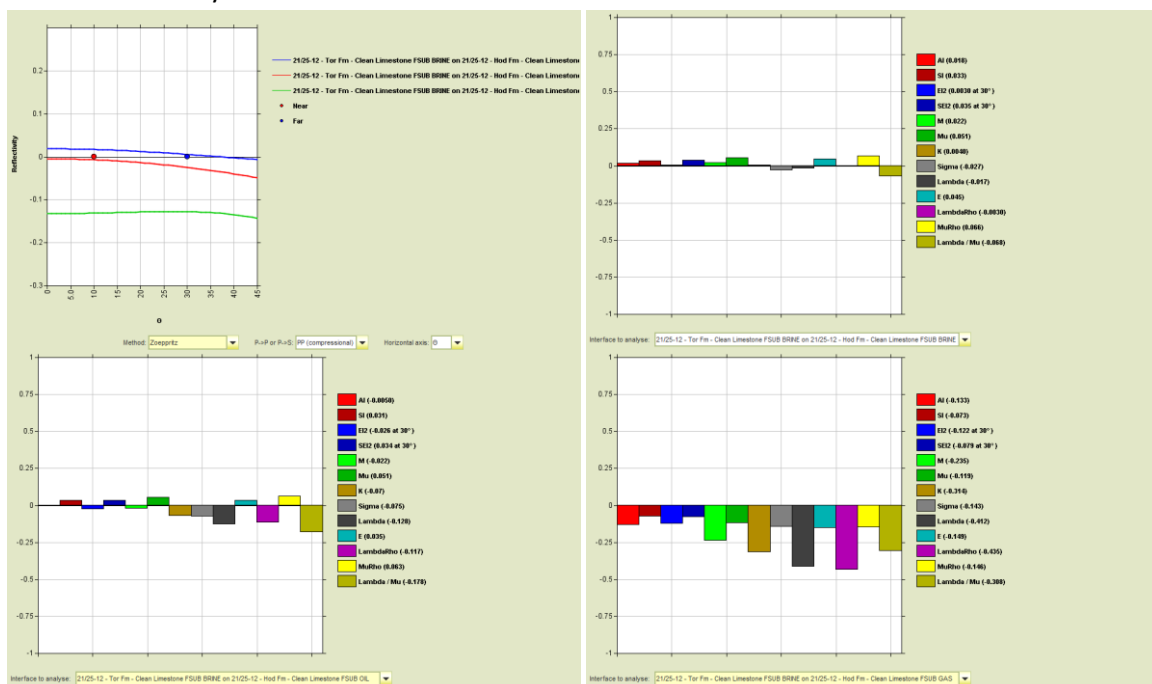 0.2
0.1
0
-0.1
-0.2
-0.3
Reflectivity
0
5.0
10
15
20
25
30
35
40
45
Θ
21/25-12 - Tor Fm - Clean Limestone FSUB BRINE on 21/25-12 - Hod Fm - Clean Limestone
21/25-12 - Tor Fm - Clean Limestone FSUB BRINE on 21/25-12 - Hod Fm - Clean Limestone
21/25-12 - Tor Fm - Clean Limestone FSUB BRINE on 21/25-12 - Hod Fm - Clean Limestone
Near
Far
Method: Zoeppritz P->P or P->S: PP (compressional) Horizontal axis: Θ
1
0.75
0.5
0.25
0
-0.25
-0.5
-0.75
-1
AI (0.018)
SI (0.033)
EI2 (0.0030 at 30°)
SEI2 (0.035 at 30°)
M (0.022)
Mu (0.051)
K (0.0040)
Sigma (-0.027)
Lambda (-0.017)
E (0.045)
LambdaRho (-0.0030)
MuRho (0.066)
Lambda / Mu (-0.068)
Interface to analyse: 21/25-12 - Tor Fm - Clean Limestone FSUB BRINE on 21/25-12 - Hod Fm - Clean Limestone FSUB BRINE
1
0.75
0.5
0.25
0
-0.25
-0.5
-0.75
-1
AI (-0.0050)
SI (0.031)
EI2 (-0.026 at 30°)
SEI2 (0.034 at 30°)
M (-0.022)
Mu (0.051)
K (-0.07)
Sigma (-0.075)
Lambda (-0.128)
E (0.035)
LambdaRho (-0.117)
MuRho (0.063)
Lambda / Mu (-0.178)
Interface to analyse: 21/25-12 - Tor Fm - Clean Limestone FSUB BRINE on 21/25-12 - Hod Fm - Clean Limestone FSUB OIL
1
0.75
0.5
0.25
0
-0.25
-0.5
-0.75
-1
AI (-0.133)
SI (-0.073)
EI2 (-0.122 at 30°)
SEI2 (-0.079 at 30°)
M (-0.235)
Mu (-0.119)
K (-0.314)
Sigma (-0.143)
Lambda (-0.412)
E (-0.149)
LambdaRho (-0.435)
MuRho (-0.146)
Lambda / Mu (-0.308)
Interface to analyse: 21/25-12 - Tor Fm - Clean Limestone FSUB BRINE on 21/25-12 - Hod Fm - Clean Limestone FSUB GAS